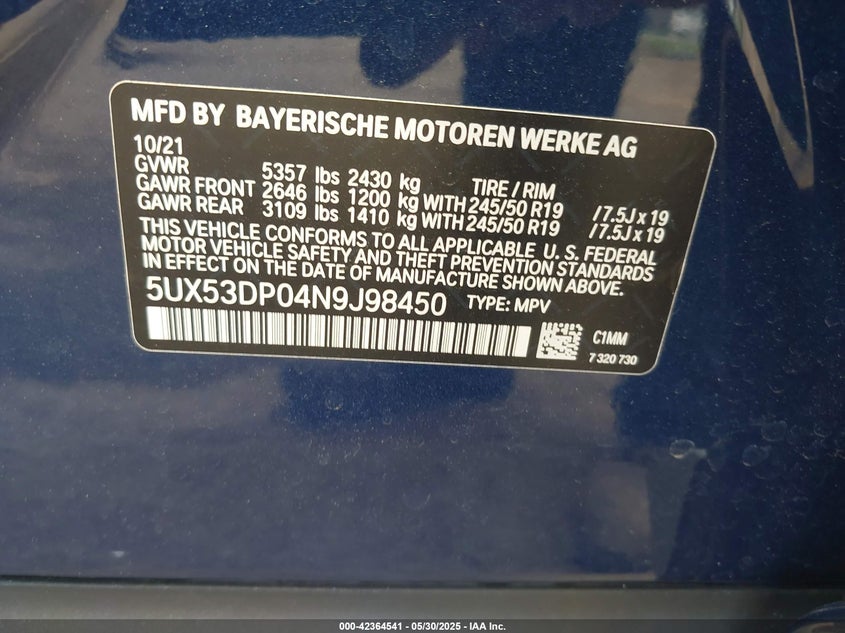 MFD BY BAYERISCHE MOTOREN WERKE AG
10/21
GVWR 5357 lbs 2430 kg TIRE / RIM
GAWR FRONT 2646 lbs 1200 kg WITH 245/50 R19 / 7.5J x 19
GAWR REAR 3109 lbs 1410 kg WITH 245/50 R19 / 7.5J x 19
THIS VEHICLE CONFORMS TO ALL APPLICABLE U. S. FEDERAL
MOTOR VEHICLE SAFETY AND THEFT PREVENTION STANDARDS
IN EFFECT ON THE DATE OF MANUFACTURE SHOWN ABOVE.
5UX53DP04N9J98450 TYPE: MPV
C1MM
7 320 730
000-42364541 — 05/30/2025 — IAA Inc.